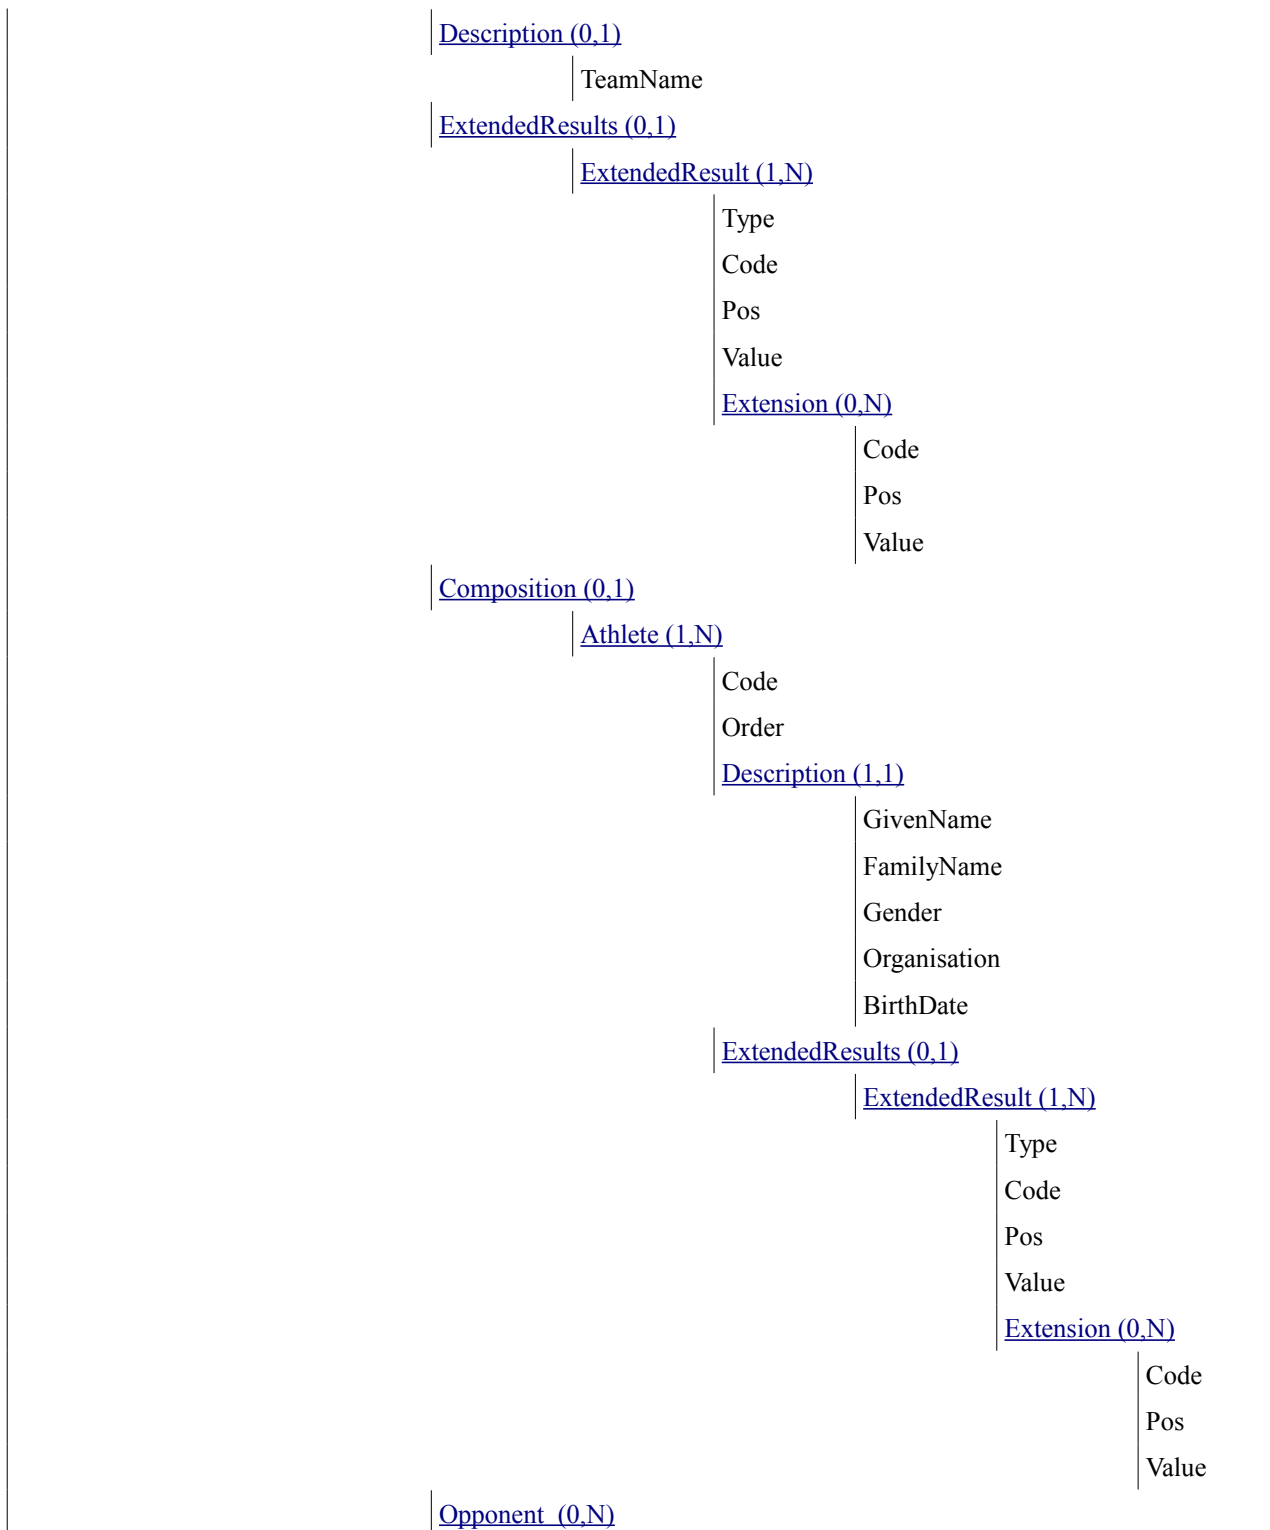 Description (0,1)
TeamName
ExtendedResults (0,1)
ExtendedResult (1,N)
Type
Code
Pos
Value
Extension (0,N)
Code
Pos
Value
Composition (0,1)
Athlete (1,N)
Code
Order
Description (1,1)
GivenName
FamilyName
Gender
Organisation
BirthDate
ExtendedResults (0,1)
ExtendedResult (1,N)
Type
Code
Pos
Value
Extension (0,N)
Code
Pos
Value
Opponent  (0,N)